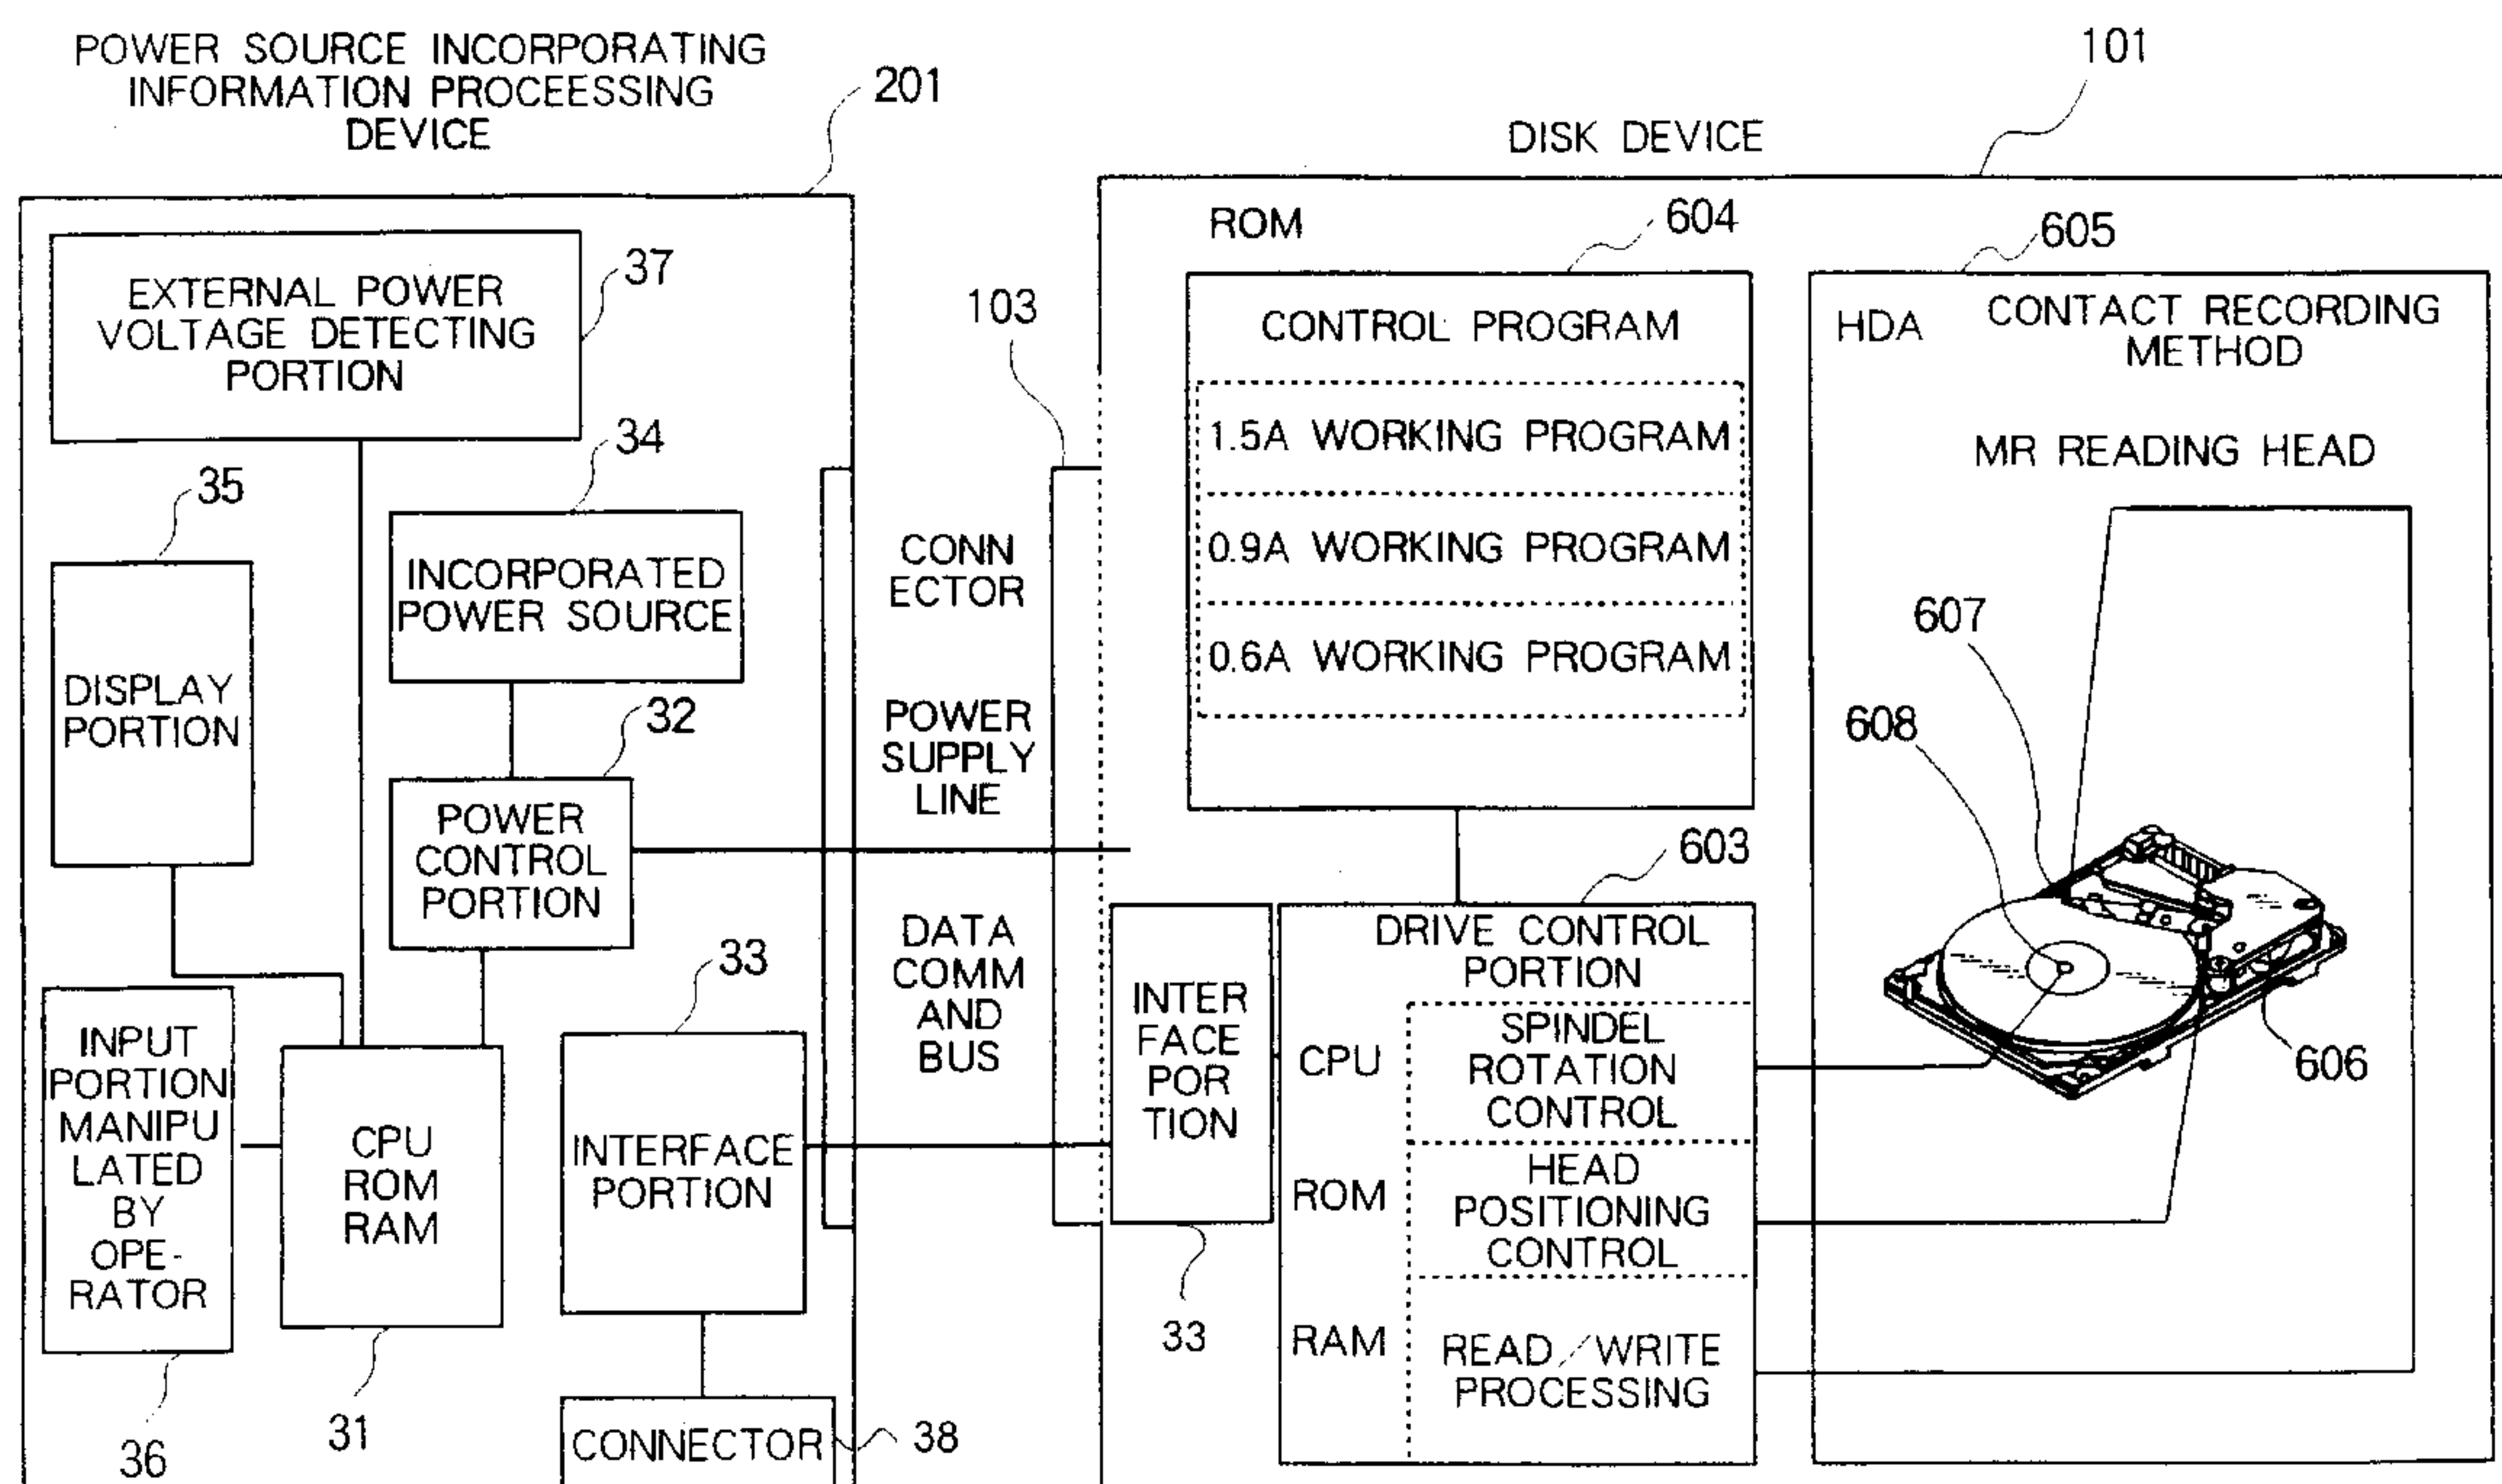 POWER SOURCE INCORPORATING
INFORMATION PROCEESSING
DEVICE
201
EXTERNAL POWER
VOLTAGE DETECTING
PORTION
37
34
35
INCORPORATED
POWER SOURCE
DISPLAY
PORTION
32
POWER
CONTROL
PORTION
33
INPUT
PORTION
MANIPU
LATED
BY
OPE-
RATOR
CPU
ROM
RAM
INTERFACE
PORTION
36
31
CONNECTOR
38
103
CONN
ECTOR
POWER
SUPPLY
LINE
DATA
COMM
AND
BUS
101
DISK DEVICE
ROM
604
CONTROL PROGRAM
1.5A WORKING PROGRAM
0.9A WORKING PROGRAM
0.6A WORKING PROGRAM
603
INTER
FACE
POR
TION
33
DRIVE CONTROL
PORTION
CPU
ROM
RAM
SPINDEL
ROTATION
CONTROL
HEAD
POSITIONING
CONTROL
READ/WRITE
PROCESSING
605
HDA
CONTACT RECORDING
METHOD
MR READING HEAD
607
608
606